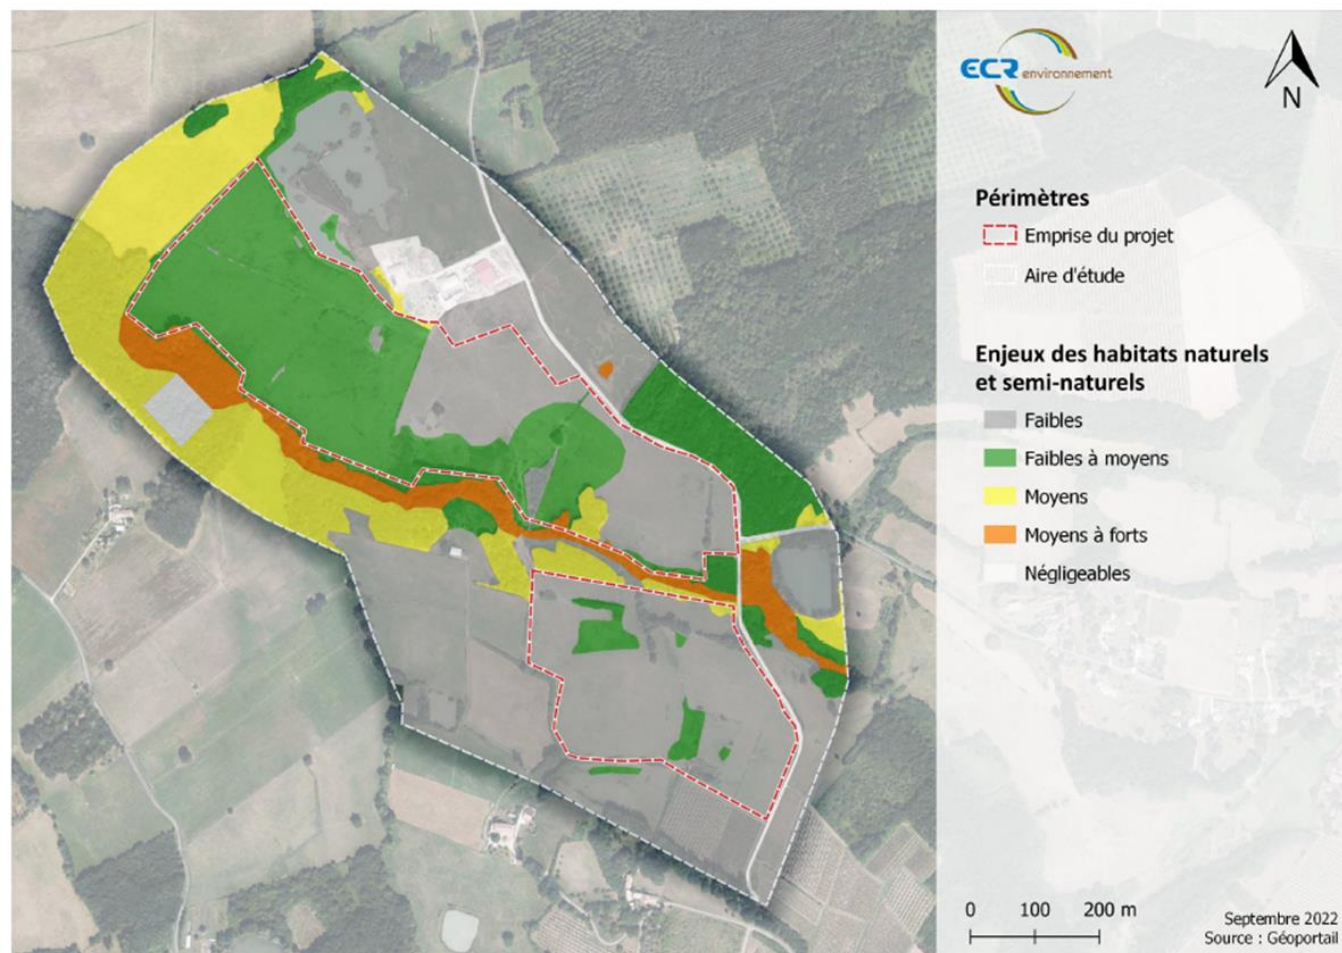 ECR environnement
N
Périmètres
Emprise du projet
Aire d'étude
Enjeux des habitats naturels
et semi-naturels
Faibles
Faibles à moyens
Moyens
Moyens à forts
Négligeables
0 100 200 m
Septembre 2022
Source : Géoportail